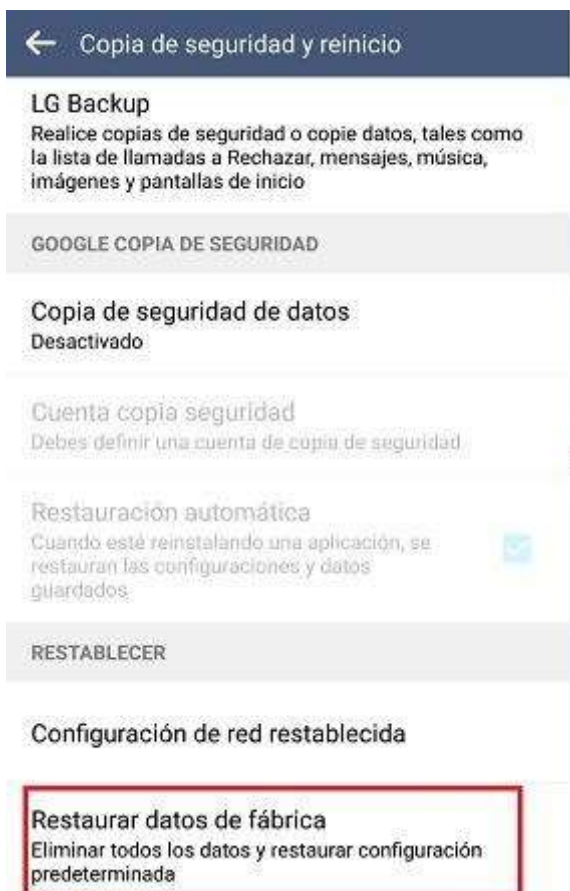 Copia de seguridad y reinicio
LG Backup
Realice copias de seguridad o copie datos, tales como
la lista de llamadas a Rechazar, mensajes, música,
imágenes y pantallas de inicio
GOOGLE COPIA DE SEGURIDAD
Copia de seguridad de datos
Desactivado
Cuenta copia seguridad
Debes definir una cuenta de copia de seguridad
Restauración automática
Cuando esté reinstalando una aplicación, se
restauran las configuraciones y datos
guardados
RESTABLECER
Configuración de red restablecida
Restaurar datos de fábrica
Eliminar todos los datos y restaurar configuración
predeterminada